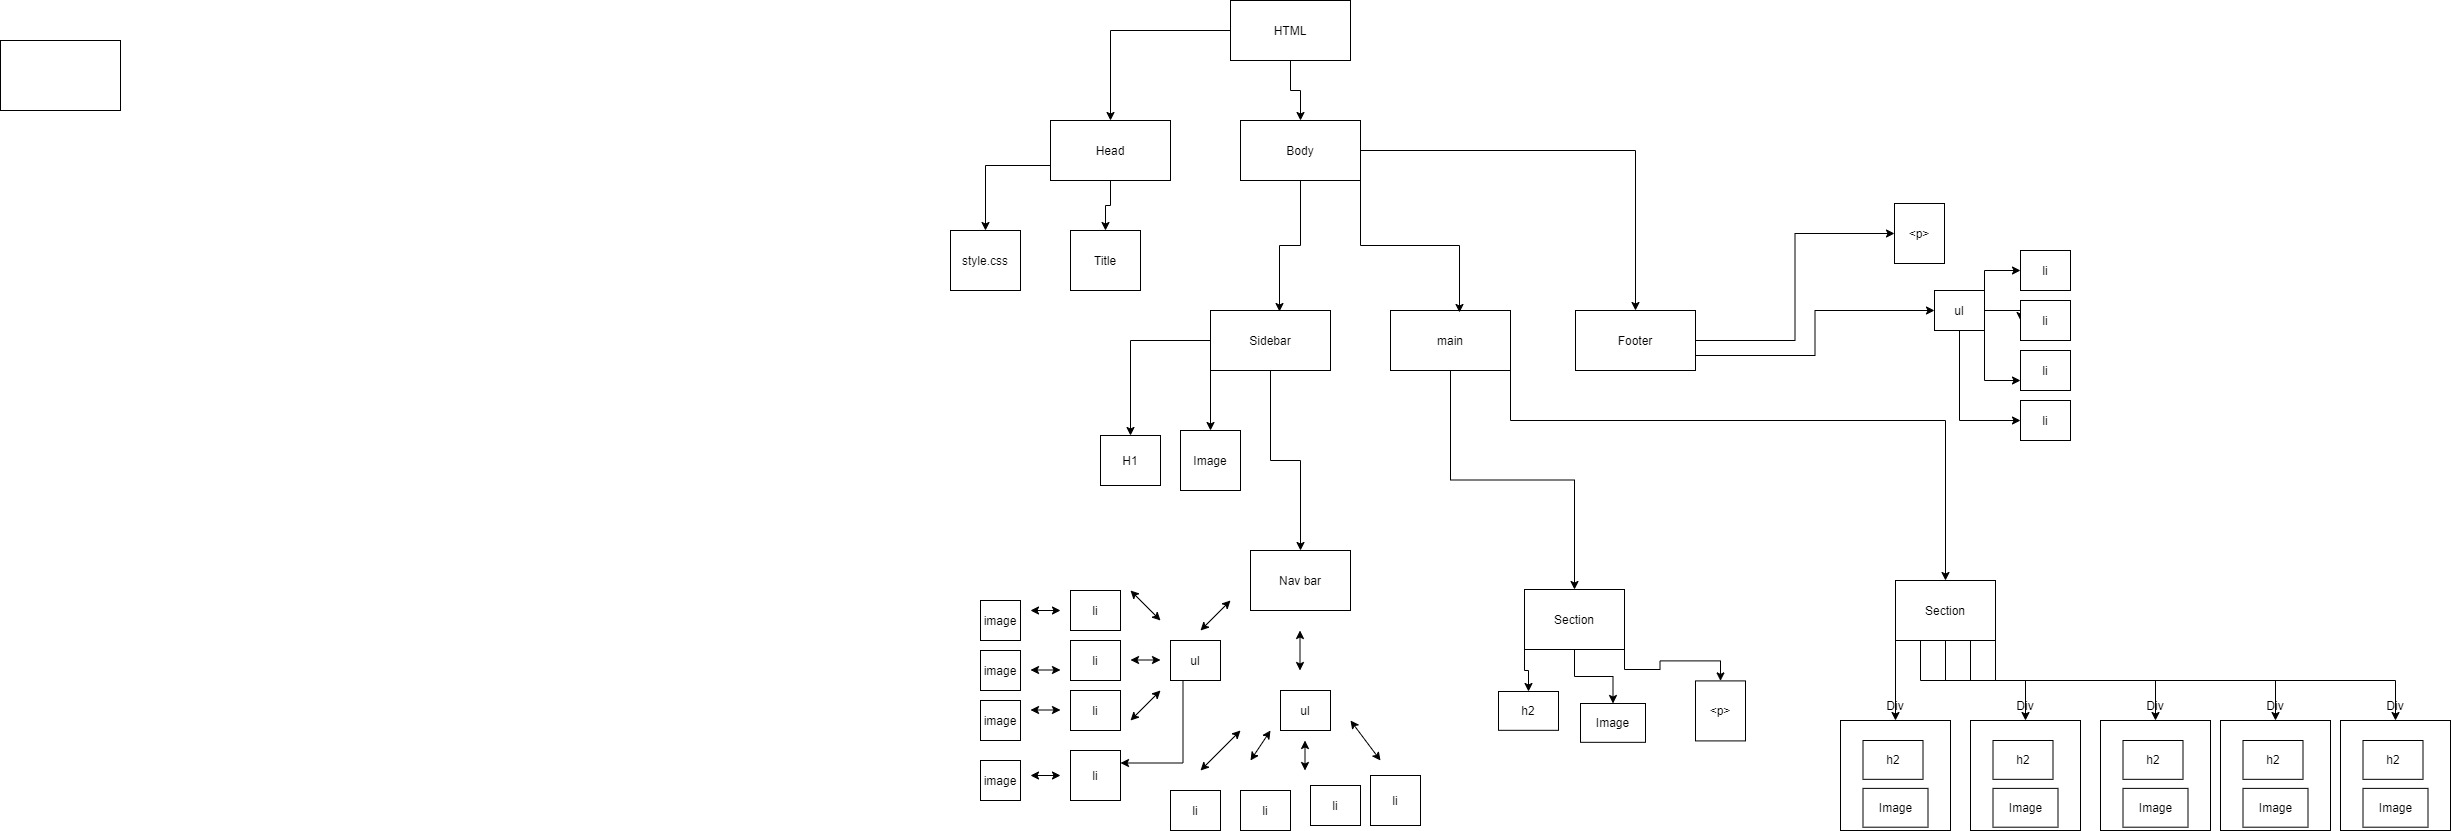 HTML
Head
Body
style.css
Title
<p>
li
ul
li
li
li
Sidebar
main
Footer
H1
Image
Nav bar
Section
Section
image
li
image
li
ul
image
li
image
li
ul
li
li
li
li
h2
Image
<p>
Div
Div
Div
Div
Div
h2
h2
h2
h2
h2
Image
Image
Image
Image
Image